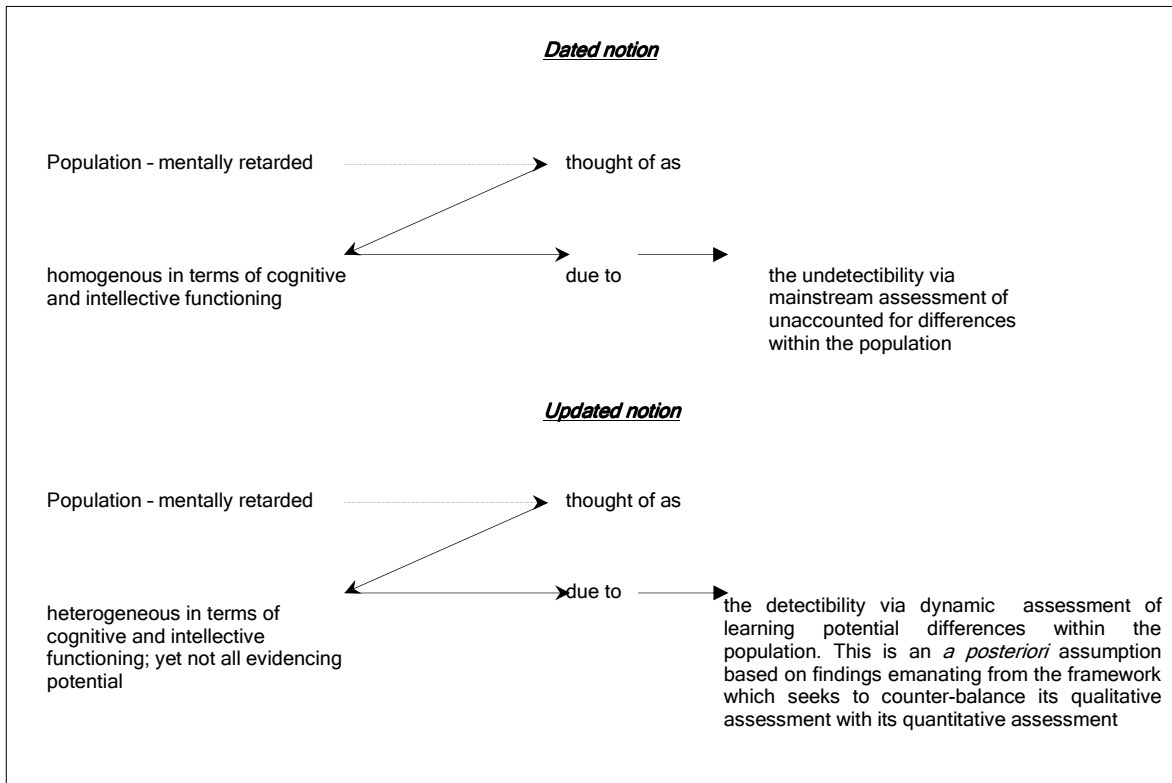 Dated notion
Population - mentally retarded
thought of as
homogenous in terms of cognitive
and intellective functioning
due to
the undetectibility via
mainstream assessment of
unaccounted for differences
within the population
Updated notion
Population - mentally retarded
thought of as
heterogeneous in terms of
cognitive and intellective
functioning; yet not all evidencing
potential
due to
the detectibility via dynamic assessment of
learning potential differences within the
population. This is an a posteriori assumption
based on findings emanating from the framework
which seeks to counter-balance its qualitative
assessment with its quantitative assessment